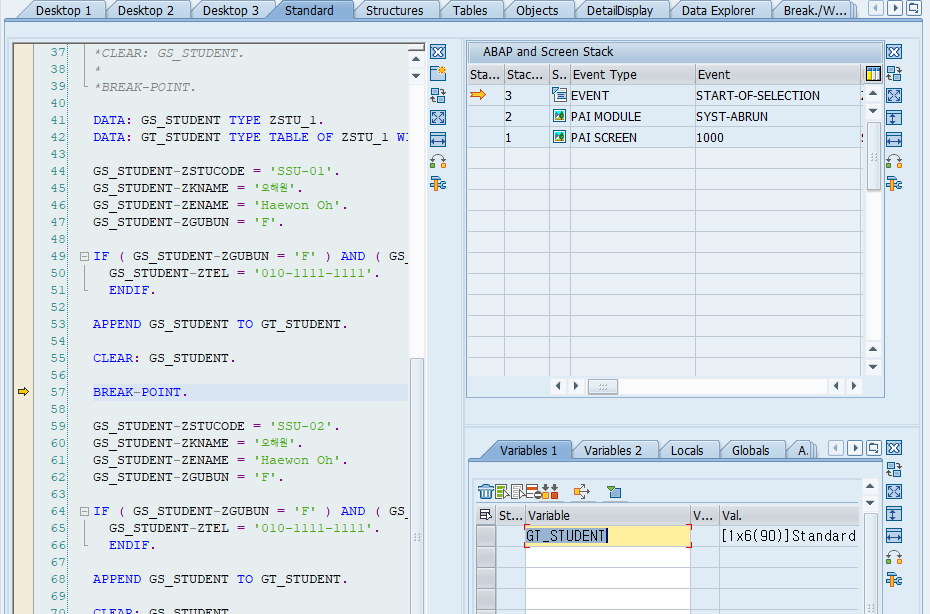 Desktop 1 Desktop 2 Desktop 3 Standard Structures Tables Objects DetailDisplay Data Explorer Break./W...
37 *CLEAR: GS_STUDENT.
38 *
39 *BREAK-POINT.
40
41 DATA: GS_STUDENT TYPE ZSTU_1.
42 DATA: GT_STUDENT TYPE TABLE OF ZSTU_1 WI
43
44 GS_STUDENT-ZSTUCODE = 'SSU-01'.
45 GS_STUDENT-ZKNAME = '오해원'.
46 GS_STUDENT-ZENAME = 'Haewon Oh'.
47 GS_STUDENT-ZGUBUN = 'F'.
48
49 IF ( GS_STUDENT-ZGUBUN = 'F' ) AND ( GS_
50 GS_STUDENT-ZTEL = '010-1111-1111'.
51 ENDIF.
52
53 APPEND GS_STUDENT TO GT_STUDENT.
54
55 CLEAR: GS_STUDENT.
56
57 BREAK-POINT.
58
59 GS_STUDENT-ZSTUCODE = 'SSU-02'.
60 GS_STUDENT-ZKNAME = '오해원'.
61 GS_STUDENT-ZENAME = 'Haewon Oh'.
62 GS_STUDENT-ZGUBUN = 'F'.
63
64 IF ( GS_STUDENT-ZGUBUN = 'F' ) AND ( GS_
65 GS_STUDENT-ZTEL = '010-1111-1111'.
66 ENDIF.
67
68 APPEND GS_STUDENT TO GT_STUDENT.
69
70 CLEAR: GS_STUDENT
ABAP and Screen Stack
Sta... Stac... S.. Event Type Event
3 EVENT START-OF-SELECTION
2 PAI MODULE SYST-ABRUN
1 PAI SCREEN 1000
Variables 1 Variables 2 Locals Globals A.
St... Variable V... Val.
GT_STUDENT [1x6(90)]Standard